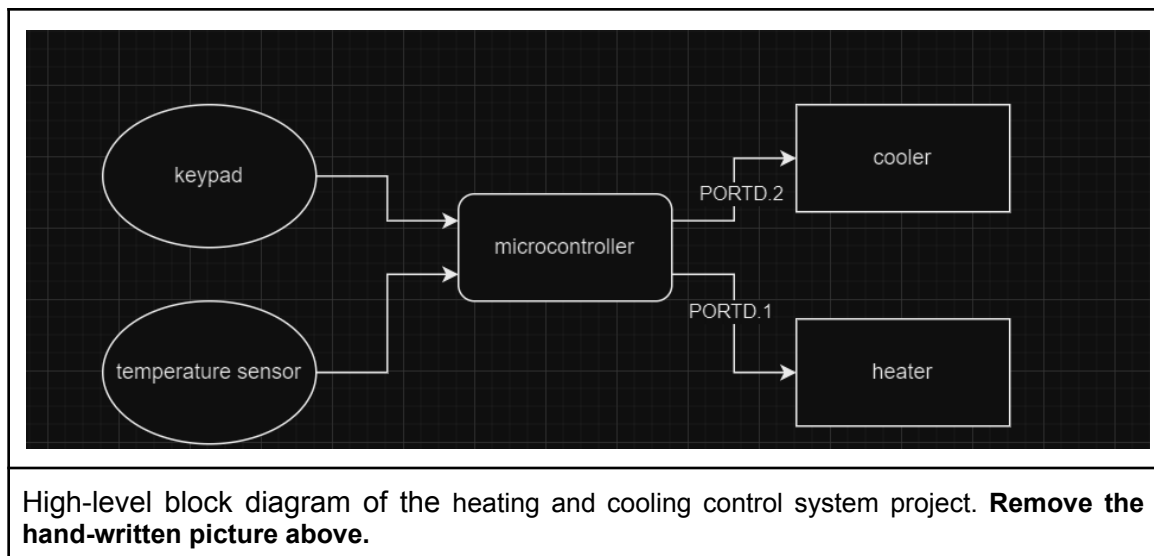 keypad
cooler
PORTD.2
microcontroller
PORTD.1
temperature sensor
heater
High-level block diagram of the heating and cooling control system project. Remove the
hand-written picture above.